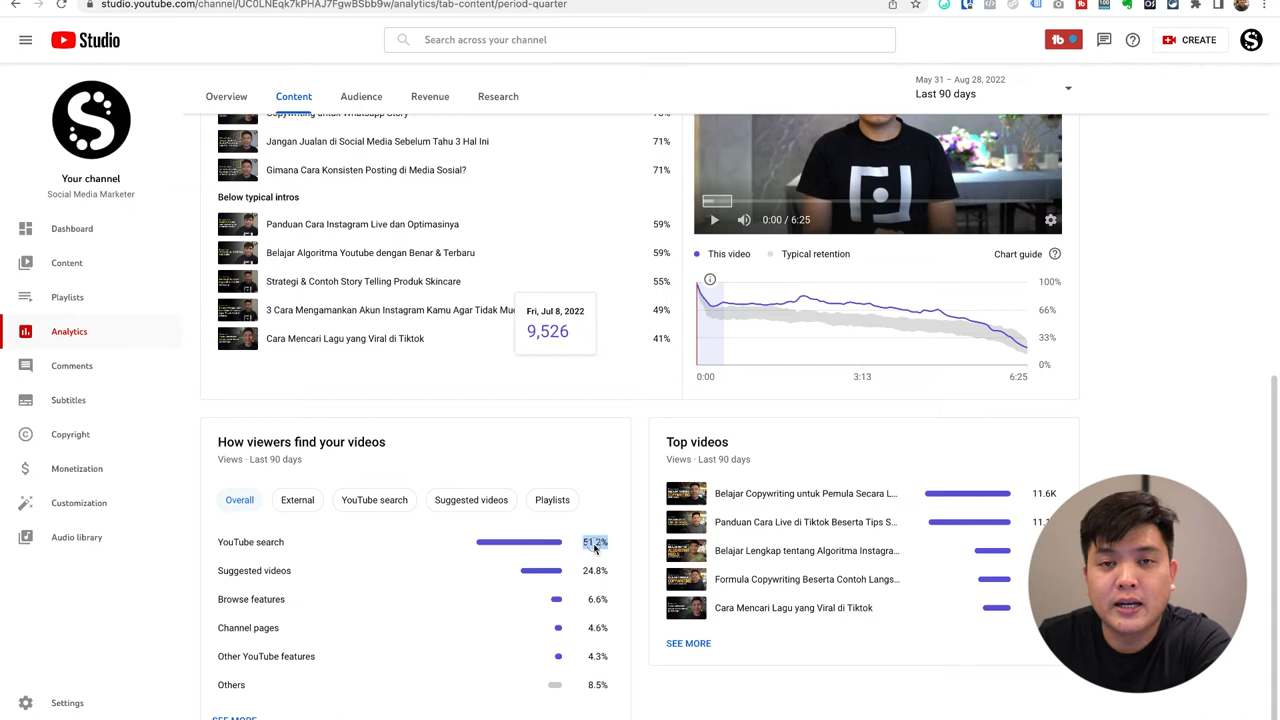 studio.youtube.com/channel/UC0LNEqk7kPHAJ7FgwBSbb9w/analytics/tab-content/period-quarter
Studio
Search across your channel
tb
CREATE
May 31 – Aug 28, 2022
Last 90 days
Overview
Content
Audience
Revenue
Research
Your channel
Social Media Marketer
Dashboard
Content
Playlists
Analytics
Comments
Subtitles
Copyright
Monetization
Customization
Audio library
Settings
Copywriting untuk Whatsapp Story
Jangan Jualan di Social Media Sebelum Tahu 3 Hal Ini 71%
Gimana Cara Konsisten Posting di Media Sosial? 71%
Below typical intros
Panduan Cara Instagram Live dan Optimasinya 59%
Belajar Algoritma Youtube dengan Benar & Terbaru 59%
Strategi & Contoh Story Telling Produk Skincare 55%
3 Cara Mengamankan Akun Instagram Kamu Agar Tidak 49%
Cara Mencari Lagu yang Viral di Tiktok 41%
Fri, Jul 8, 2022
9,526
0:00 / 6:25
This video
Typical retention
Chart guide
100%
66%
33%
0%
0:00
3:13
6:25
How viewers find your videos
Views · Last 90 days
Overall
External
YouTube search
Suggested videos
Playlists
YouTube search 51.2%
Suggested videos 24.8%
Browse features 6.6%
Channel pages 4.6%
Other YouTube features 4.3%
Others 8.5%
SEE MORE
Top videos
Views · Last 90 days
Belajar Copywriting untuk Pemula Secara L... 11.6K
Panduan Cara Live di Tiktok Beserta Tips S...
Belajar Lengkap tentang Algoritma Instagra...
Formula Copywriting Beserta Contoh Langs...
Cara Mencari Lagu yang Viral di Tiktok
SEE MORE